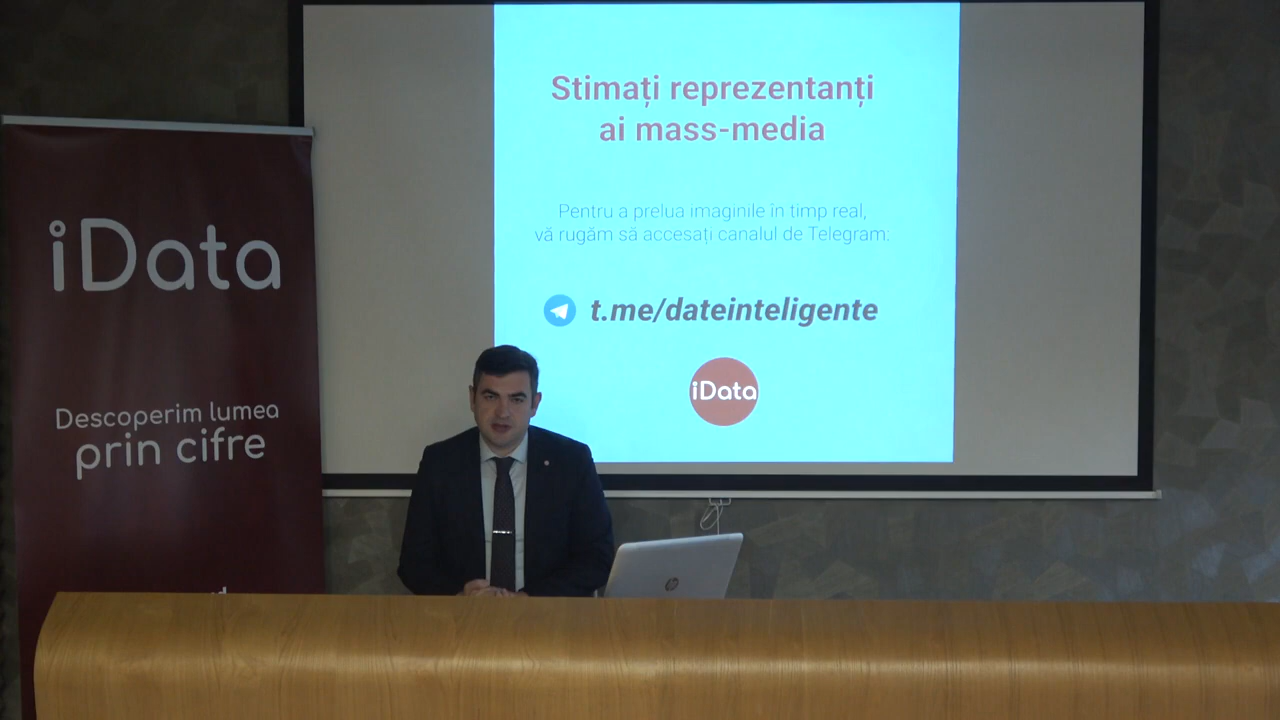 iData
Descoperim lumea
prin cifre
Stimați reprezentanți
ai mass-media
Pentru a prelua imaginile în timp real,
vă rugăm să accesați canalul de Telegram:
t.me/dateinteligente
iData
hp